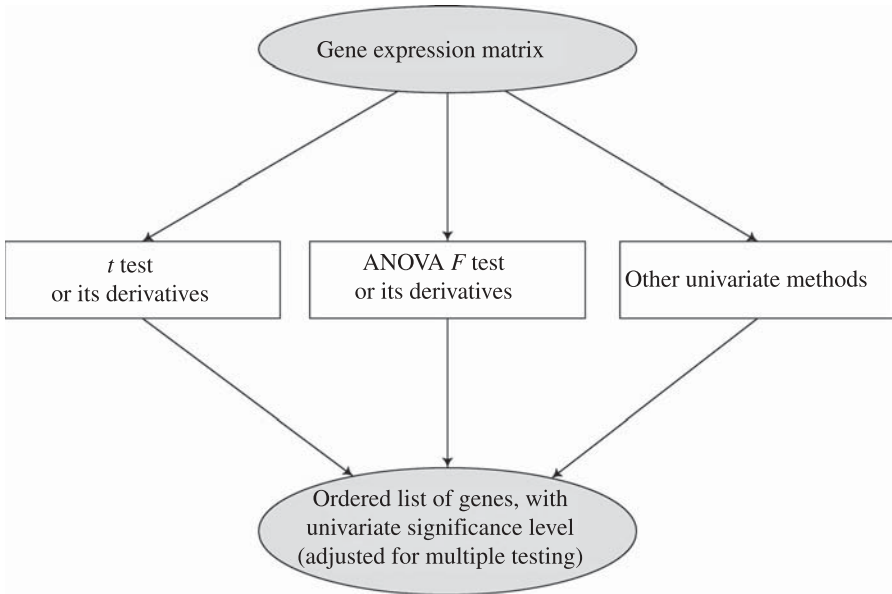 Gene expression matrix
t test
or its derivatives
ANOVA F test
or its derivatives
Other univariate methods
Ordered list of genes, with
univariate significance level
(adjusted for multiple testing)